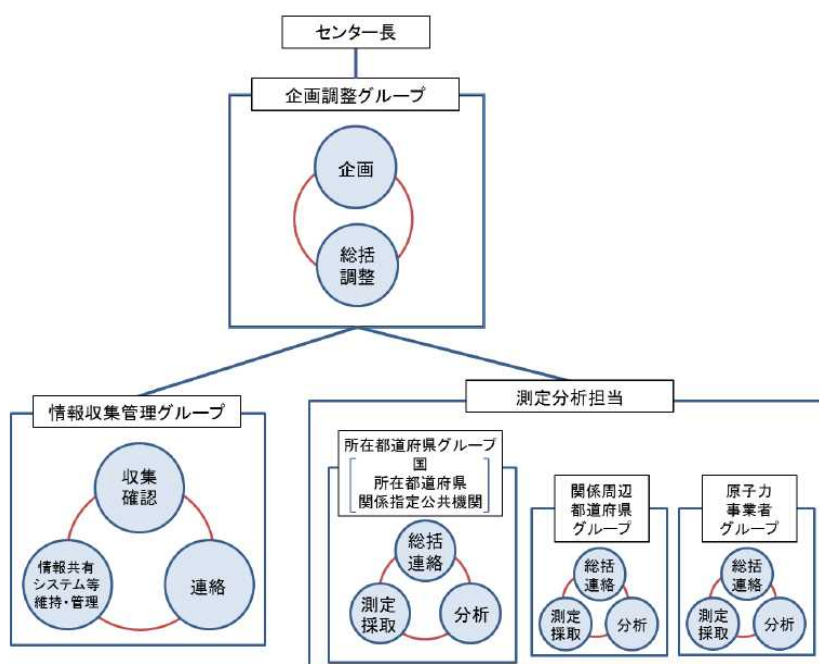 センター長
企画調整グループ
企画
総括
調整
情報収集管理グループ
収集
確認
情報共有
システム等
維持・管理
連絡
測定分析担当
所在都道府県グループ
国
所在都道府県
関係指定公共機関
総括
連絡
測定
採取
分析
関係周辺
都道府県
グループ
総括
連絡
測定
採取
分析
原子力
事業者
グループ
総括
連絡
測定
採取
分析